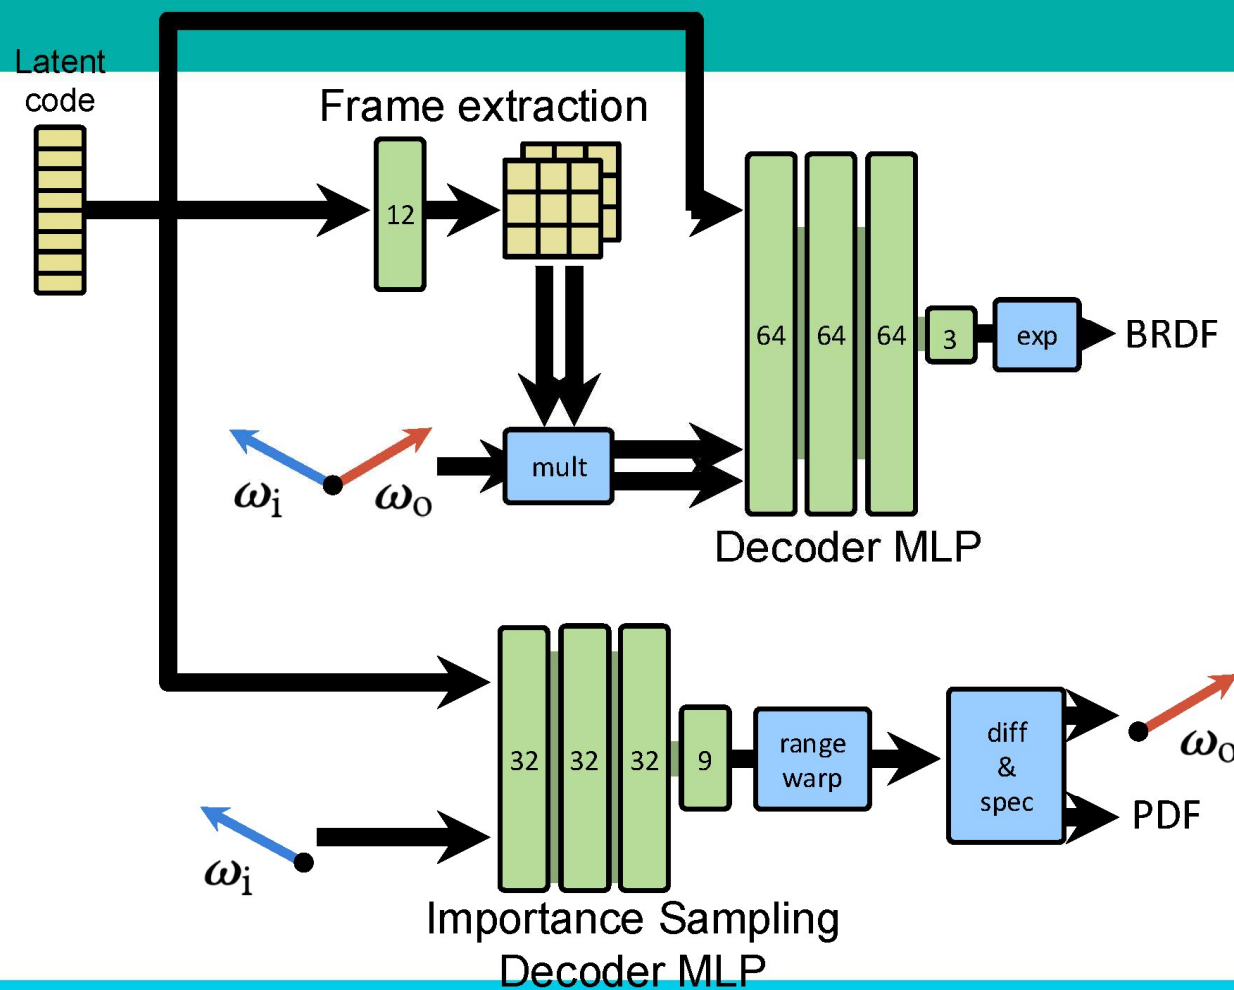 Latent
code
Frame extraction
12
64
64
64
3
exp
BRDF
mult
ωi
ωo
Decoder MLP
32
32
32
9
range
warp
diff
&
spec
ωo
PDF
ωi
Importance Sampling
Decoder MLP